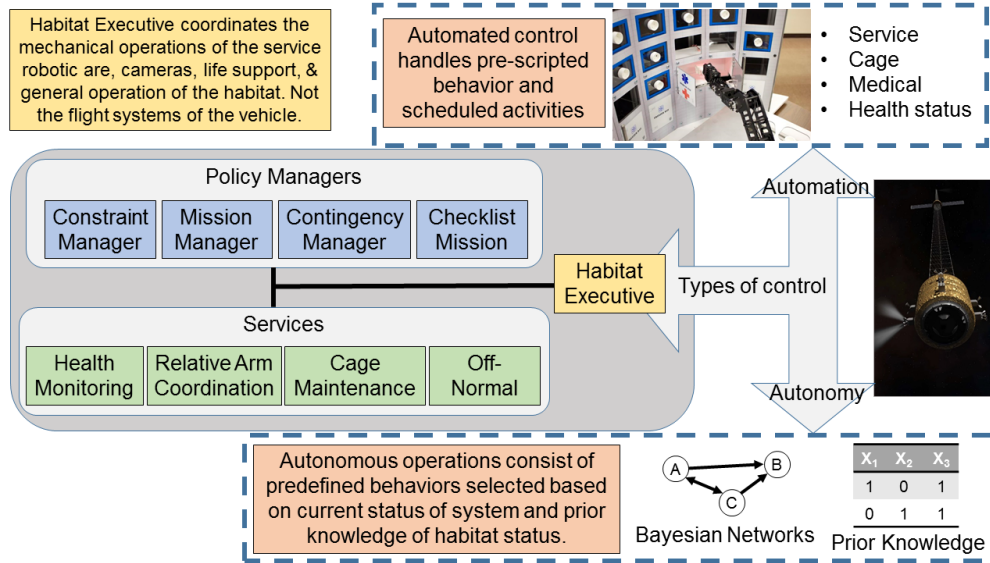 Habitat Executive coordinates the
mechanical operations of the service
robotic are, cameras, life support, &
general operation of the habitat. Not
the flight systems of the vehicle.
Automated control
handles pre-scripted
behavior and
scheduled activities
• Service
• Cage
• Medical
• Health status
Policy Managers
Constraint
Manager
Mission
Manager
Contingency
Manager
Checklist
Mission
Habitat
Executive
Services
Health
Monitoring
Relative Arm
Coordination
Cage
Maintenance
Off-
Normal
Automation
Types of control
Autonomy
Autonomous operations consist of
predefined behaviors selected based
on current status of system and prior
knowledge of habitat status.
A
B
C
Bayesian Networks
X1 X2 X3
1 0 1
0 1 1
Prior Knowledge